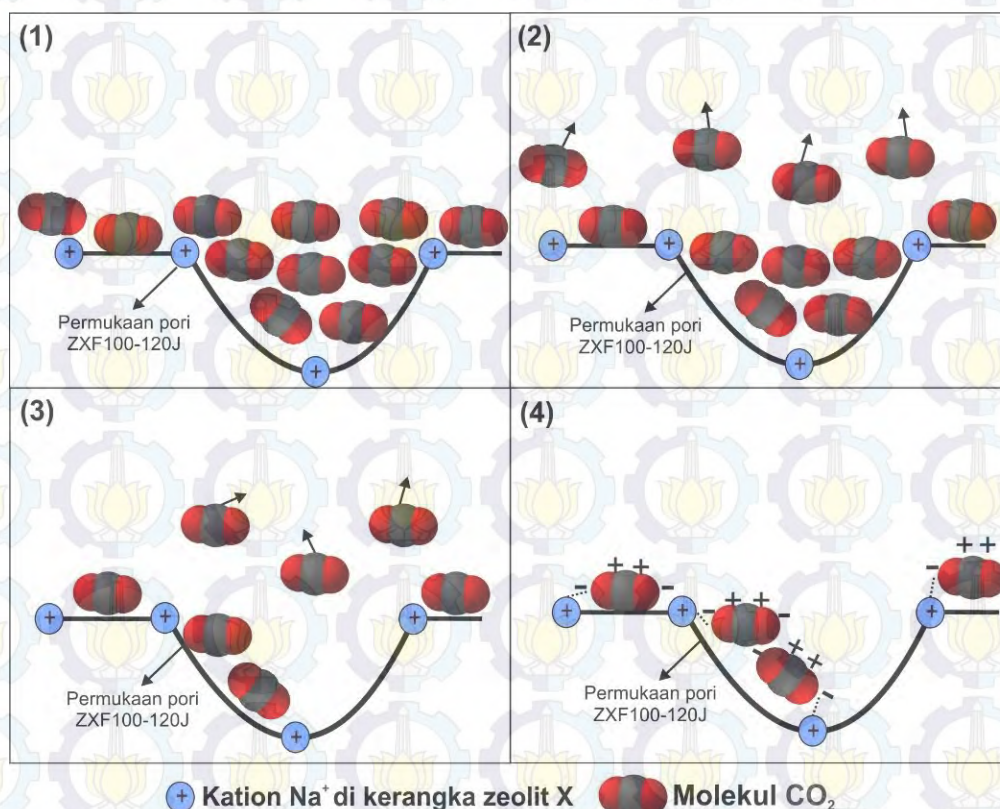 (1)
Permukaan pori
ZXF100-120J
(2)
Permukaan pori
ZXF100-120J
(3)
Permukaan pori
ZXF100-120J
(4)
Permukaan pori
ZXF100-120J
Kation Na⁺ di kerangka zeolit X
Molekul CO₂